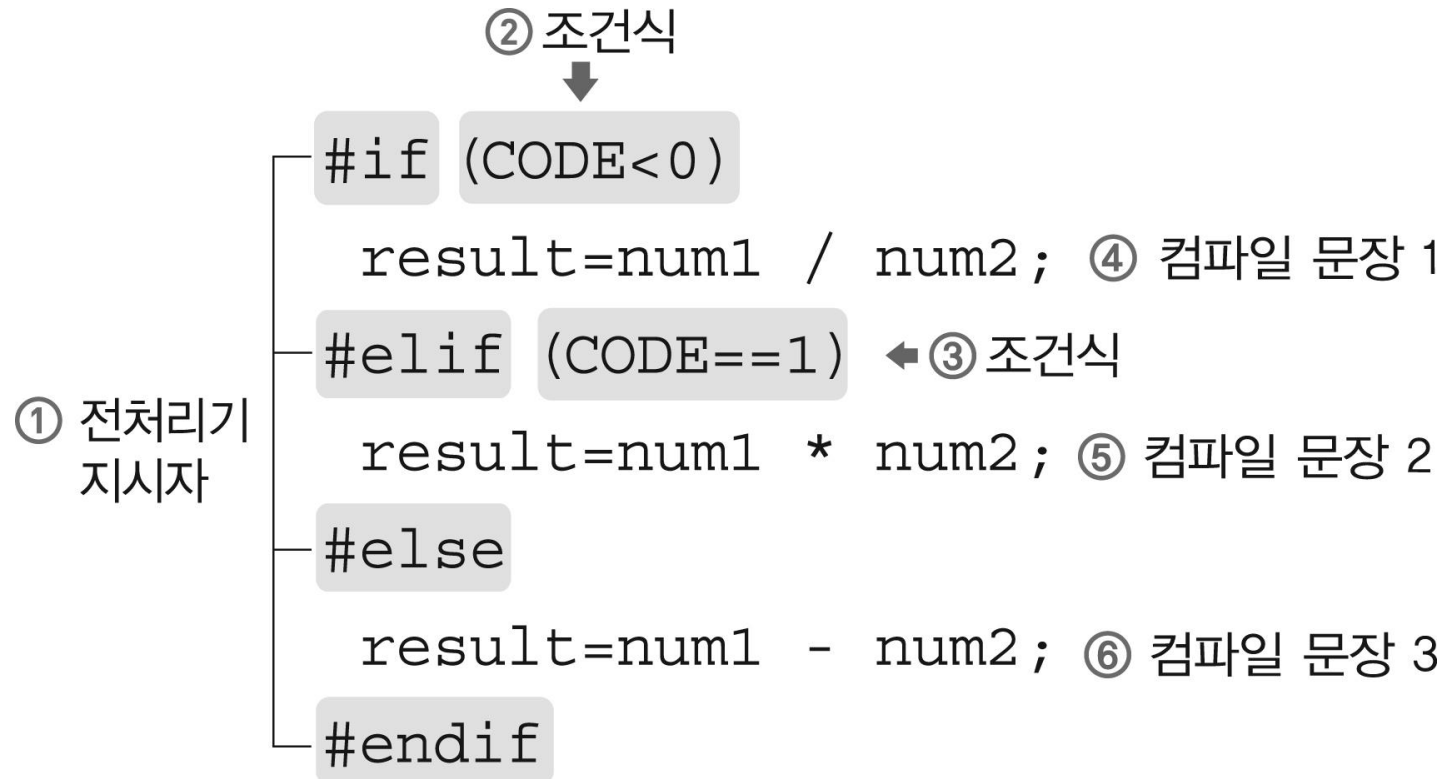 ② 조건식
#if (CODE<0)
result=num1 / num2; ④ 컴파일 문장 1
#elif (CODE==1) ③ 조건식
① 전처리기
지시자
result=num1 * num2; ⑤ 컴파일 문장 2
#else
result=num1 - num2; ⑥ 컴파일 문장 3
#endif